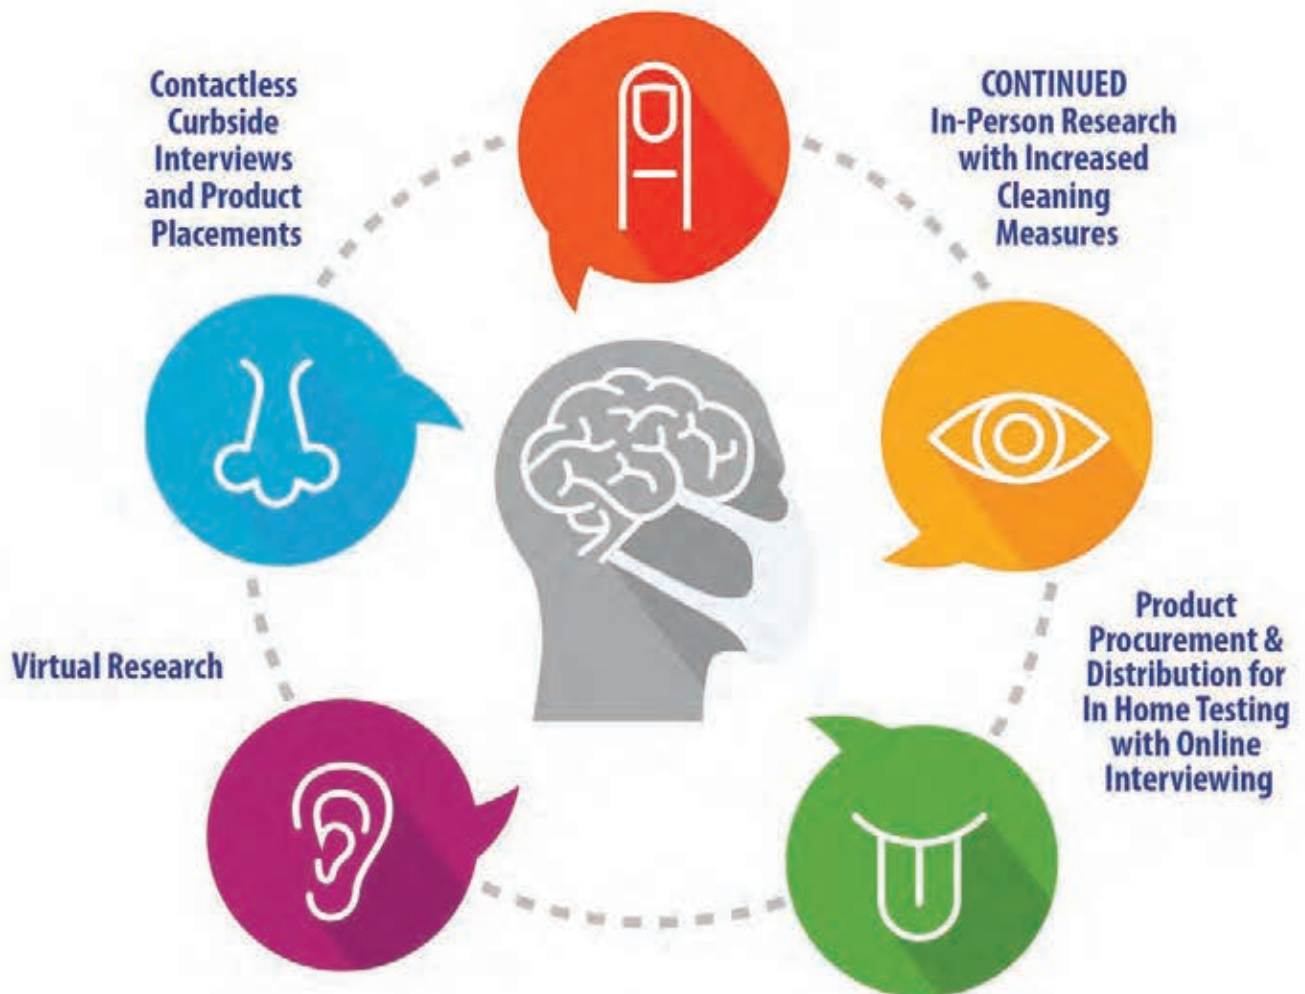 Contactless
Curbside
Interviews
and Product
Placements
CONTINUED
In-Person Research
with Increased
Cleaning
Measures
Product
Procurement &
Distribution for
In Home Testing
with Online
Interviewing
Virtual Research